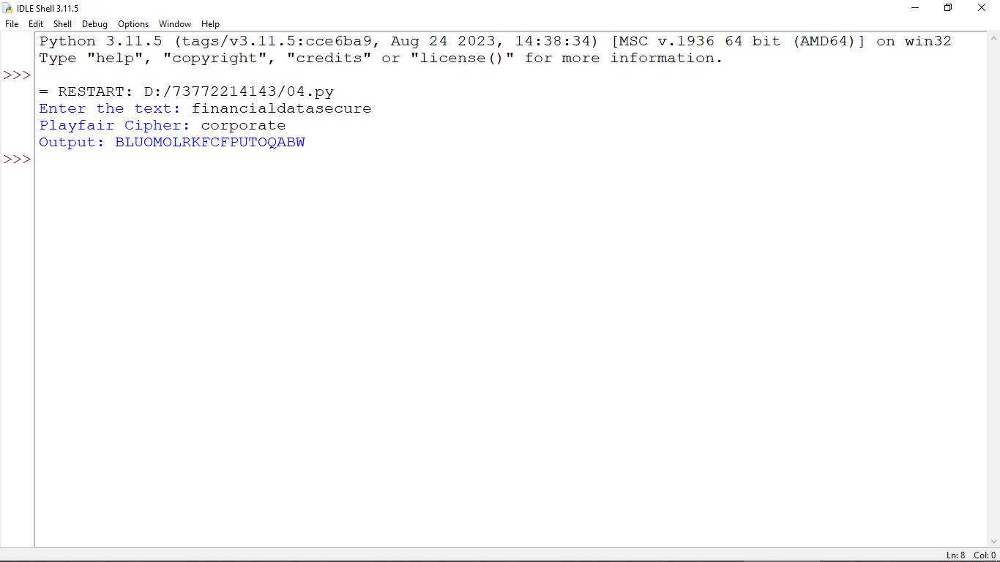 IDLE Shell 3.11.5
File Edit Shell Debug Options Window Help
Python 3.11.5 (tags/v3.11.5:cce6ba9, Aug 24 2023, 14:38:34) [MSC v.1936 64 bit (AMD64)] on win32
Type "help", "copyright", "credits" or "license()" for more information.
>>>
= RESTART: D:/73772214143/04.py
Enter the text: financialdatasecure
Playfair Cipher: corporate
Output: BLUOMOLRKFCFPUTOQABW
>>>
Ln: 8 Col: 0